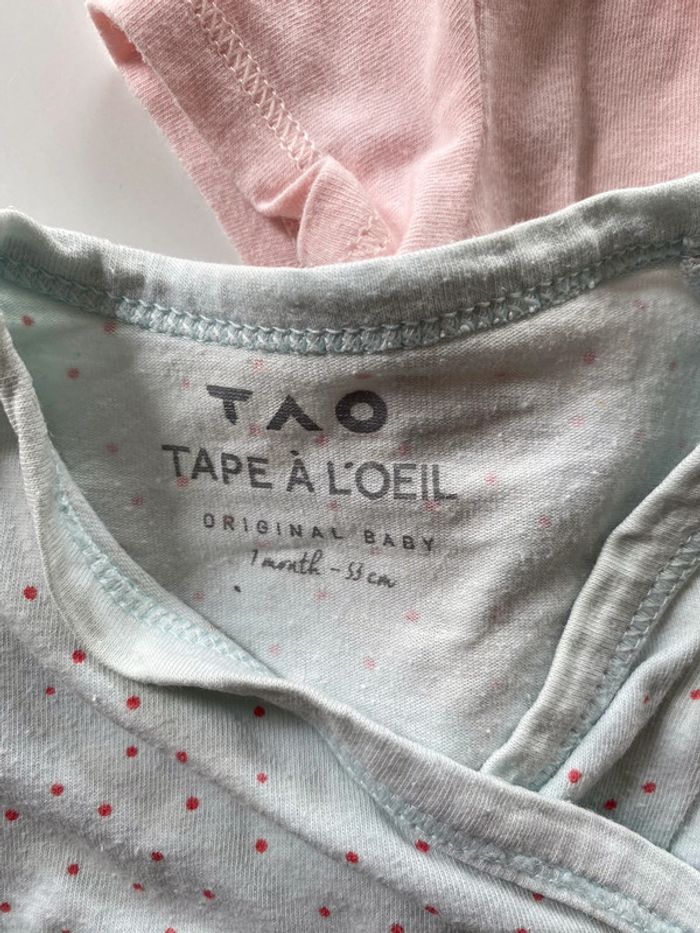 TAO
TAPE À L'OEIL
ORIGINAL BABY
1 month - 53 cm